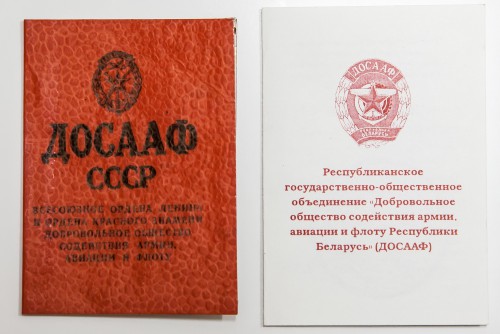 ДОСААФ
СССР
ВСЕСОЮЗНОЕ ОРДЕНА ЛЕНИНА
И ОРДЕНА КРАСНОГО ЗНАМЕНИ
ДОБРОВОЛЬНОЕ ОБЩЕСТВО
СОДЕЙСТВИЯ АРМИИ,
АВИАЦИИ И ФЛОТУ
ДОСААФ
Республиканское
государственно-общественное
объединение «Добровольное
общество содействия армии,
авиации и флоту Республики
Беларусь» (ДОСААФ)